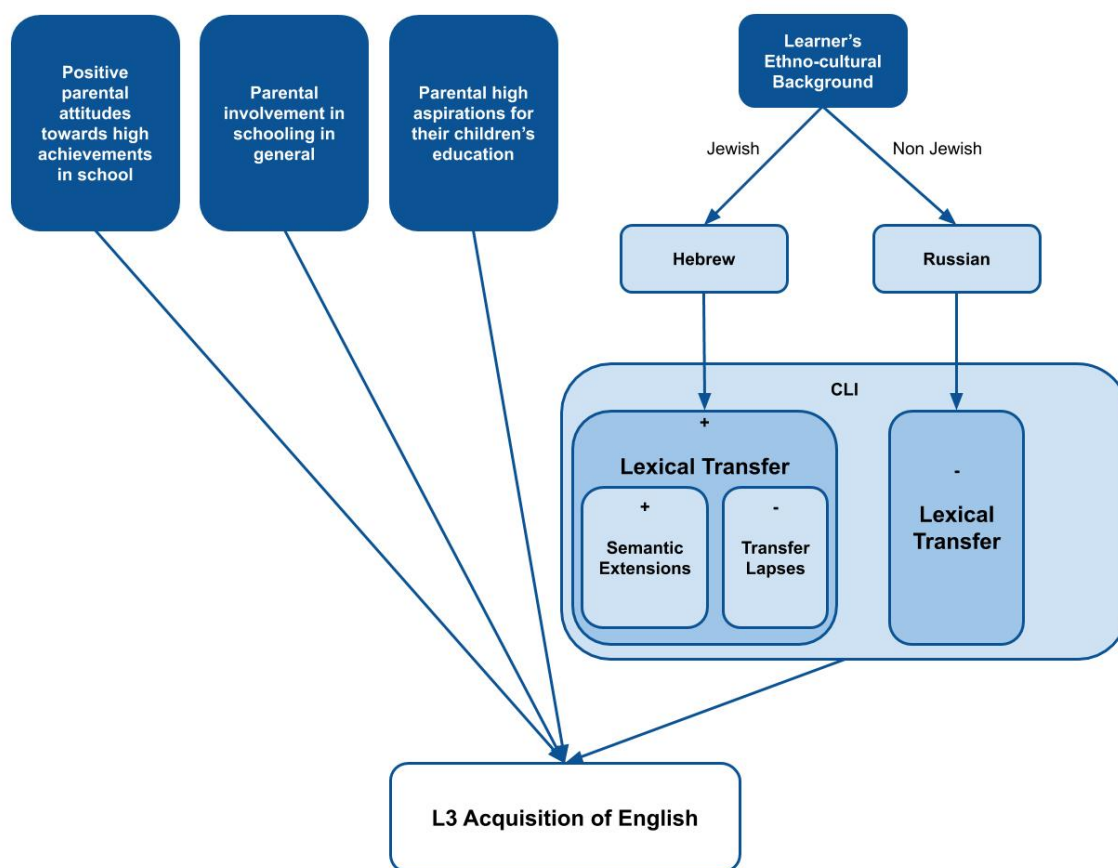 Positive
parental
attitudes
towards high
achievements
in school
Parental
involvement in
schooling in
general
Parental high
aspirations for
their children's
education
Learner's
Ethno-cultural
Background
Jewish
Non Jewish
Hebrew
Russian
CLI
+
Lexical Transfer
+
Semantic
Extensions
-
Transfer
Lapses
-
Lexical
Transfer
L3 Acquisition of English